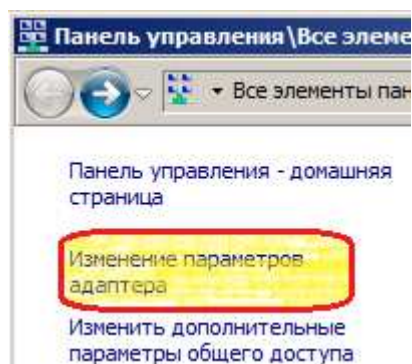 Панель управления\Все элеме
Все элементы пан
Панель управления - домашняя
страница
Изменение параметров
адаптера
Изменить дополнительные
параметры общего доступа